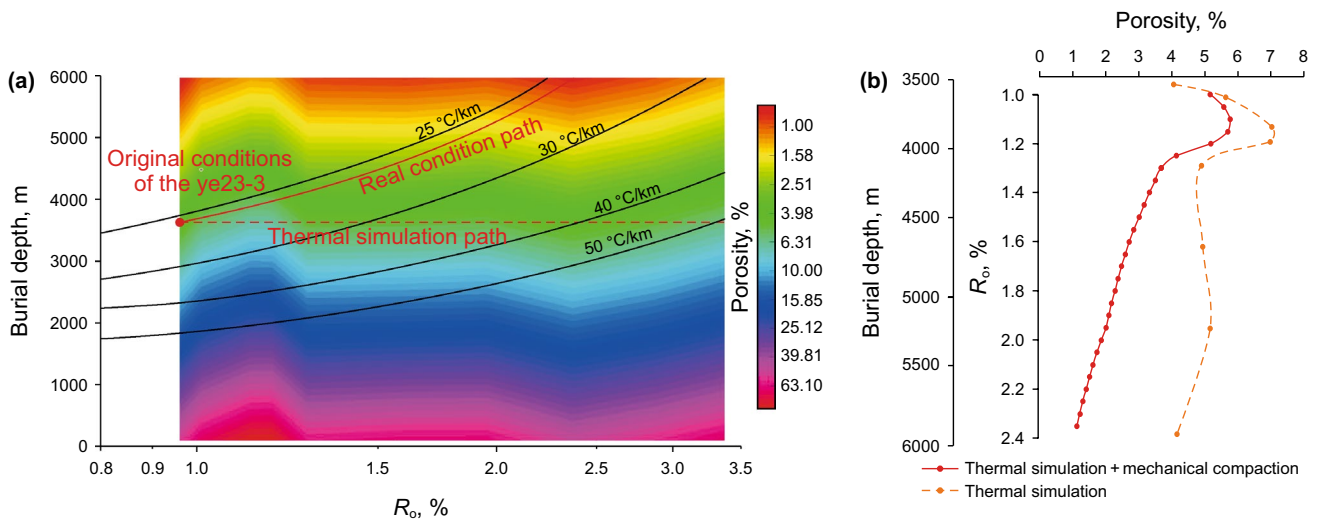 (a)
6000
5000
4000
3000
2000
1000
0
Burial depth, m
0.8
0.9
1.0
1.5
2.0
2.5
3.0
3.5
Rₒ, %
Original conditions
of the ye23-3
25 °C/km
Real condition path
30 °C/km
40 °C/km
50 °C/km
Thermal simulation path
Porosity, %
1.00
1.58
2.51
3.98
6.31
10.00
15.85
25.12
39.81
63.10
(b)
Porosity, %
0 1 2 3 4 5 6 7 8
Burial depth, m
3500
4000
4500
5000
5500
6000
Rₒ, %
1.0
1.2
1.4
1.6
1.8
2.0
2.2
2.4
Thermal simulation + mechanical compaction
Thermal simulation